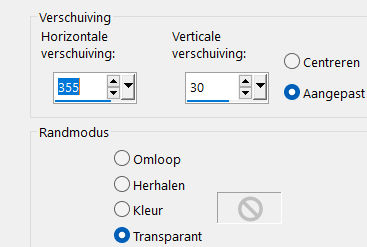 Verschuiving
Horizontale verschuiving:
Verticale verschuiving:
355
30
Centreren
Aangepast
Randmodus
Omloop
Herhalen
Kleur
Transparant